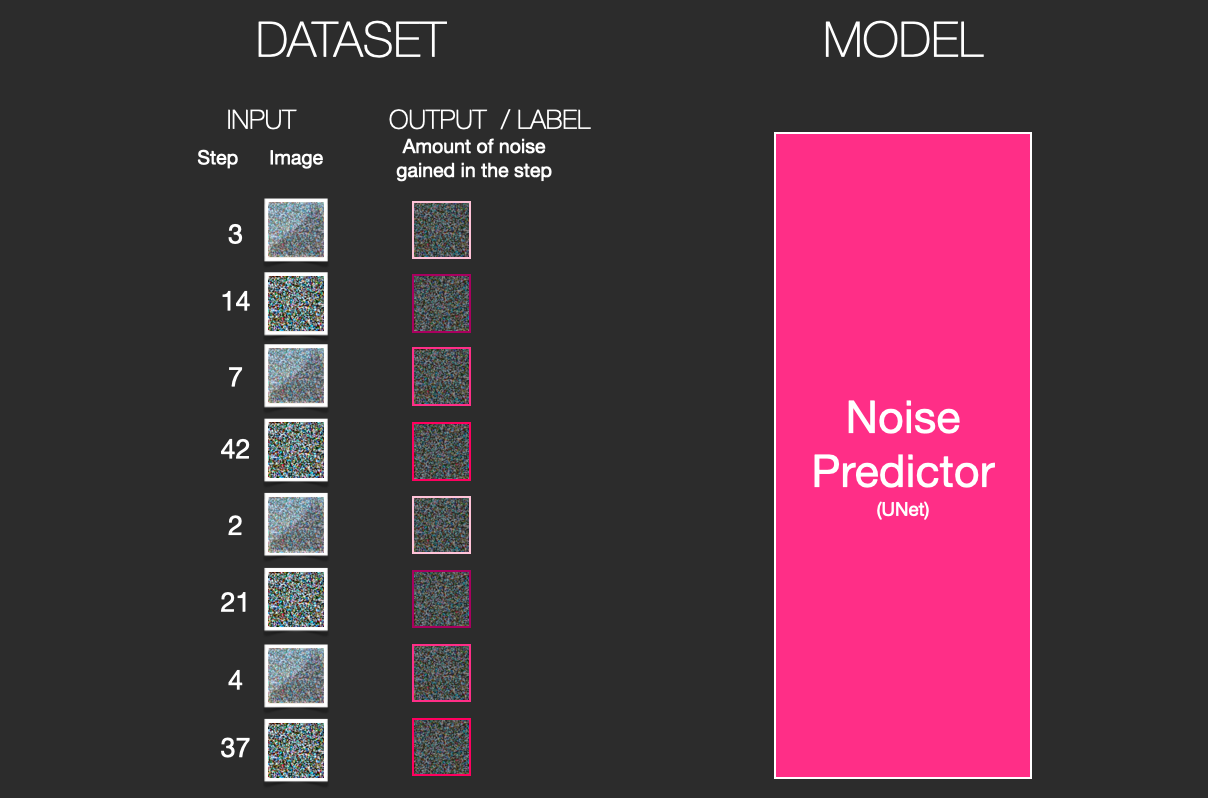 DATASET
MODEL
INPUT
OUTPUT / LABEL
Step
Image
Amount of noise
gained in the step
3
14
7
42
2
21
4
37
Noise
Predictor
(UNet)